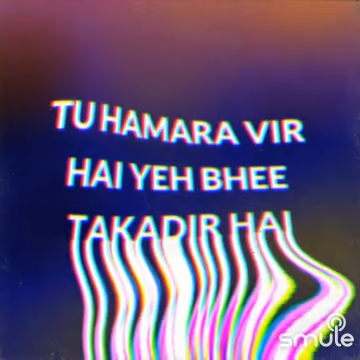 TU HAMARA VIR
HAI YEH BHEE
TAKADIR HAI
smule